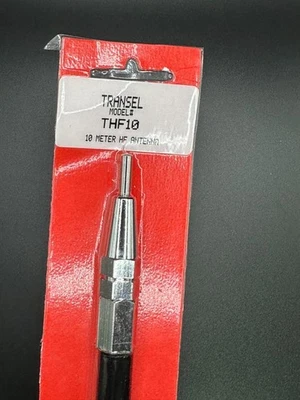 TRANSEL
MODEL#
THF10
10 METER HF ANTENNA